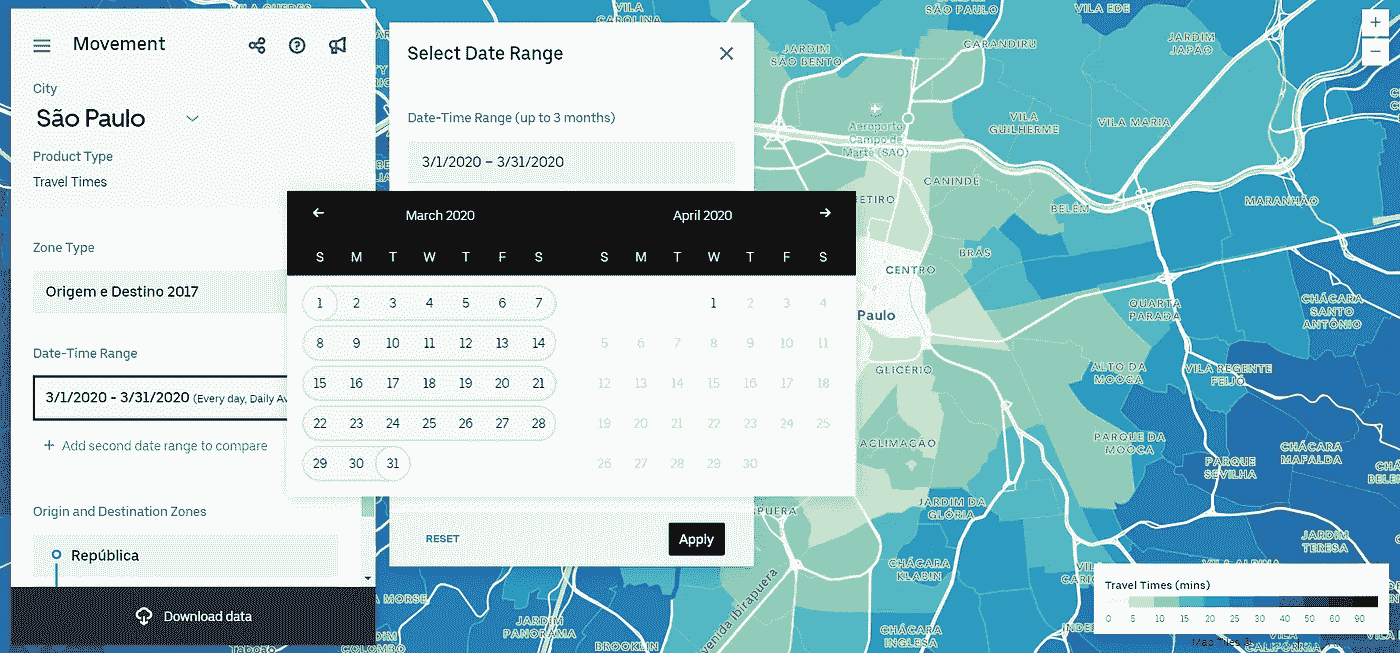 Movement
City
São Paulo
Product Type
Travel Times
Zone Type
Origem e Destino 2017
Date-Time Range
3/1/2020 - 3/31/2020 (Every day, Daily Av
+ Add second date range to compare
Origin and Destination Zones
República
Download data
Select Date Range
Date-Time Range (up to 3 months)
3/1/2020 – 3/31/2020
March 2020
S M T W T F S
1 2 3 4 5 6 7
8 9 10 11 12 13 14
15 16 17 18 19 20 21
22 23 24 25 26 27 28
29 30 31
April 2020
S M T W T F S
1 2 3 4
5 6 7 8 9 10 11
12 13 14 15 16 17 18
19 20 21 22 23 24 25
26 27 28 29 30
RESET
Apply
VILA
CAROLINA
SÃO PAULO
VILA EDE
JARDIM
SÃO BENTO
CARANDIRU
JARDIM
JAPÃO
VILA
GUILHERME
VILA MARIA
Aeroporto
Campo de
Marte (SAO)
CANINDÉ
ETIRO
BELÉM
MARANHÃO
BRÁS
CENTRO
Paulo
QUARTA
PARADA
CHÁCARA
SANTO
ANTÔNIO
GLICÉRIO
ALTO DA
MOOCA
VILA REGENTE
FEIJÓ
ACLIMAÇÃO
PARQUE DA
MOOCA
PARQUE
SEVILHA
CHÁCARA
MAFALDA
JARDIM DA
GLÓRIA
APUERA
JARDIM
TERESA
CHÁCARA
KLABIN
A MORSE
JARDIM
PANORAMA
BROOKLIN
venida Ibirapuera
CHÁCARA
INGLESA
JARDIM
COLOMBO
Travel Times (mins)
0 5 10 15 20 25 30 40 50 60 90
VILA
CALIFÓRNIA
+
−